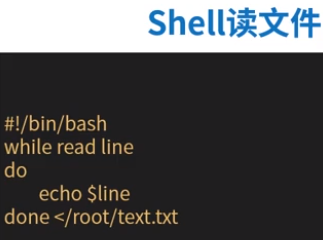 Shell读文件
#!/bin/bash
while read line
do
echo $line
done </root/text.txt